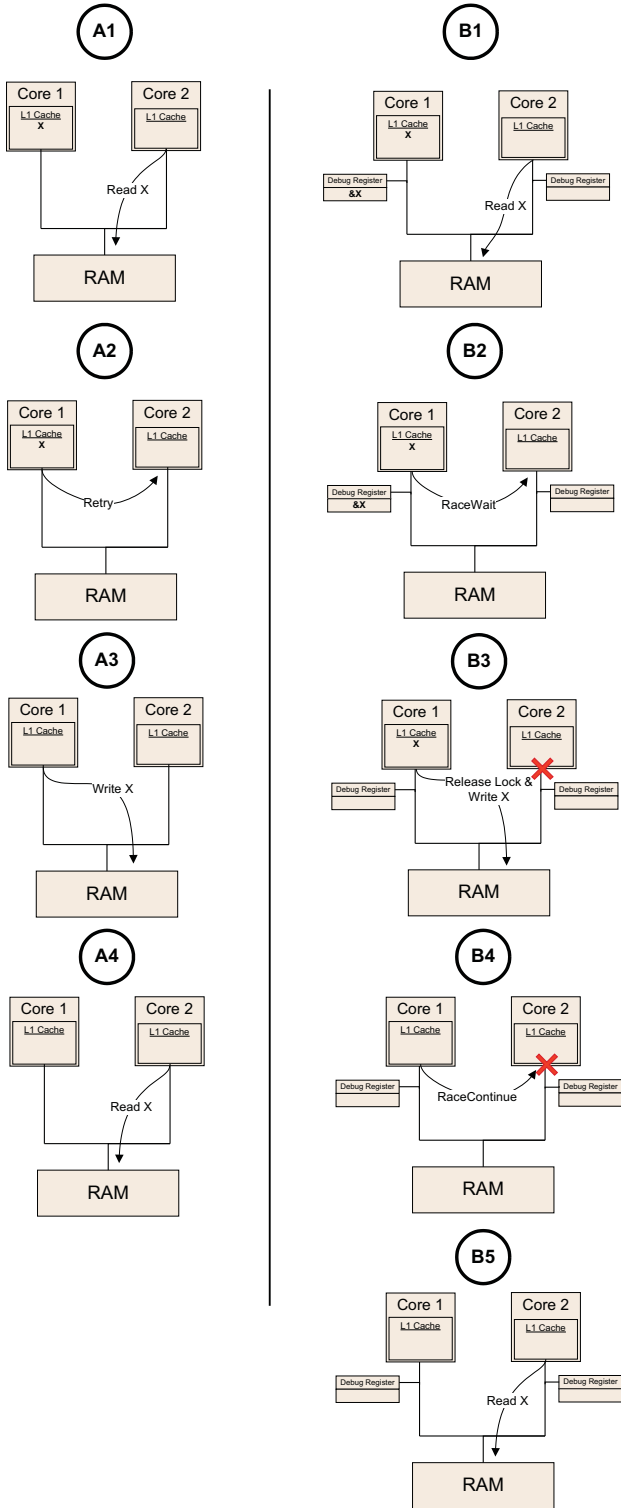 A1
Core 1
L1 Cache
X
Core 2
L1 Cache
Read X
RAM
A2
Core 1
L1 Cache
X
Core 2
L1 Cache
Retry
RAM
A3
Core 1
L1 Cache
Core 2
L1 Cache
Write X
RAM
A4
Core 1
L1 Cache
Core 2
L1 Cache
Read X
RAM
B1
Core 1
L1 Cache
X
Core 2
L1 Cache
Debug Register
&X
Debug Register
Read X
RAM
B2
Core 1
L1 Cache
X
Core 2
L1 Cache
Debug Register
&X
Debug Register
RaceWait
RAM
B3
Core 1
L1 Cache
X
Core 2
L1 Cache
Debug Register
Release Lock &
Write X
Debug Register
RAM
B4
Core 1
L1 Cache
Core 2
L1 Cache
Debug Register
Debug Register
RaceContinue
RAM
B5
Core 1
L1 Cache
Core 2
L1 Cache
Debug Register
Debug Register
Read X
RAM